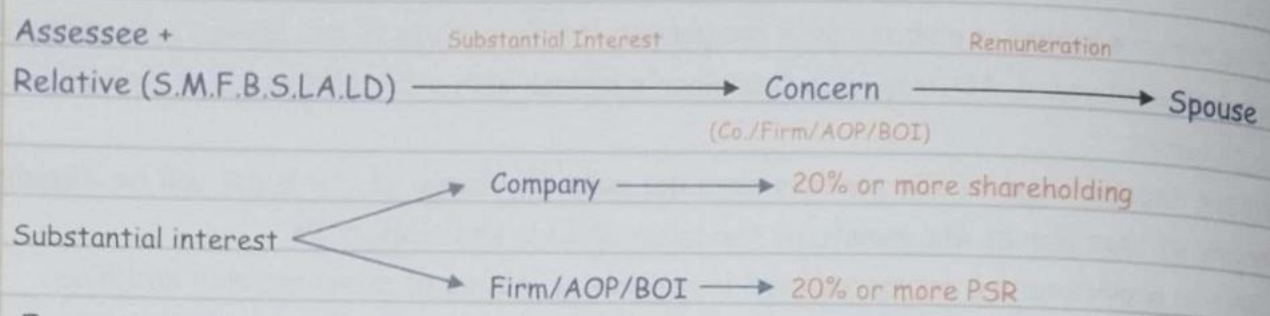 Assessee +
Substantial Interest
Remuneration
Relative (S.M.F.B.S.LA.LD)
Concern
Spouse
(Co./Firm/AOP/BOI)
Company
20% or more shareholding
Substantial interest
Firm/AOP/BOI
20% or more PSR